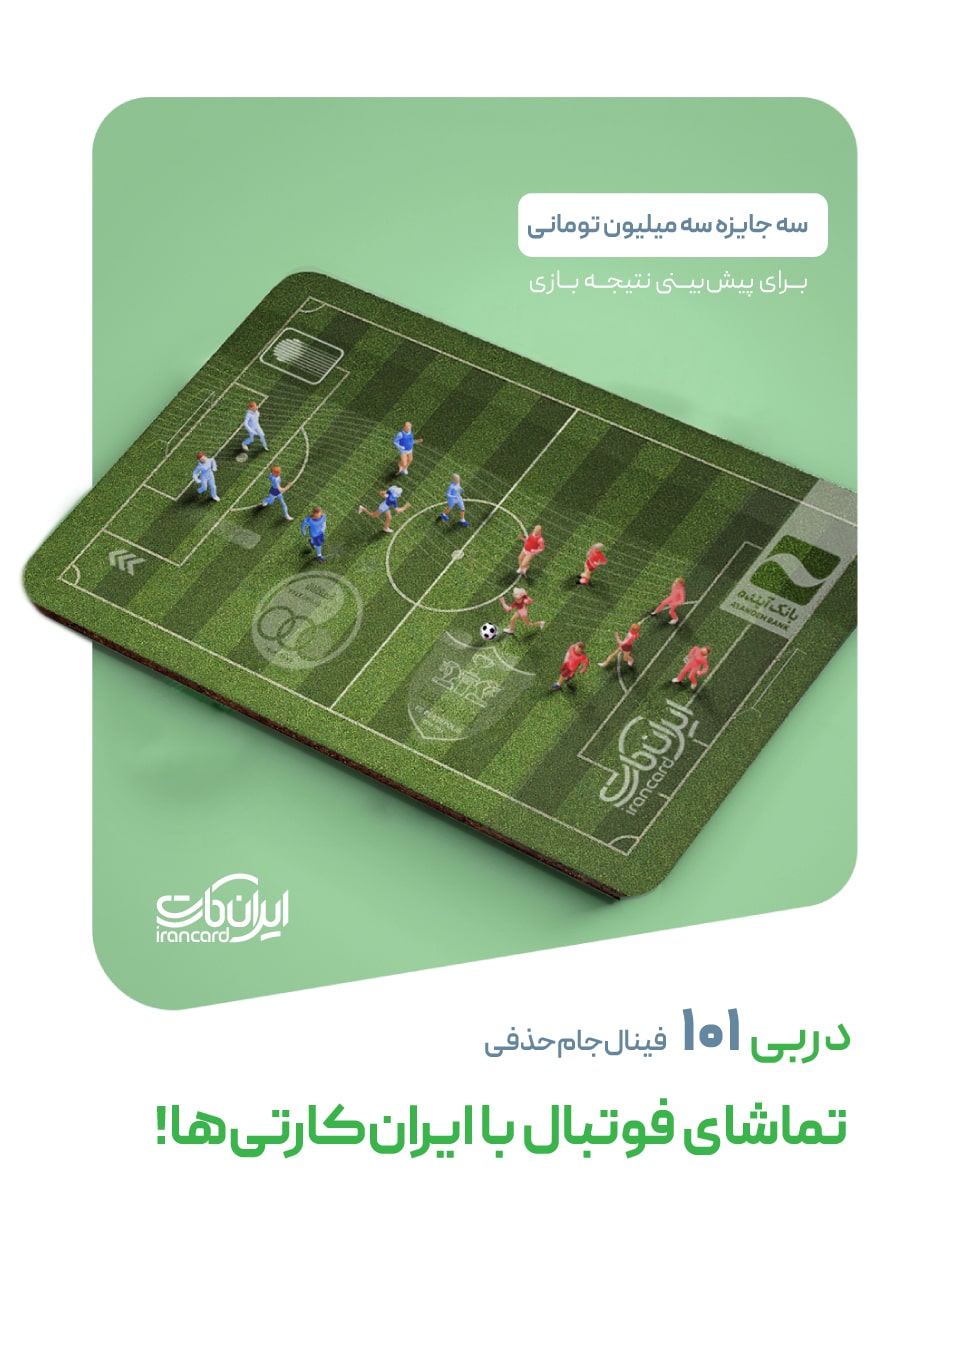 سه جایزه سه میلیون تومانی
برای پیش‌بینی نتیجه بازی
بانک آینده
AYANDEH BANK
ایران‌کارت
irancard
ایران‌کارت
irancard
دربی ۱۰۱ فینال جام حذفی
تماشای فوتبال با ایران‌کارتی‌ها!